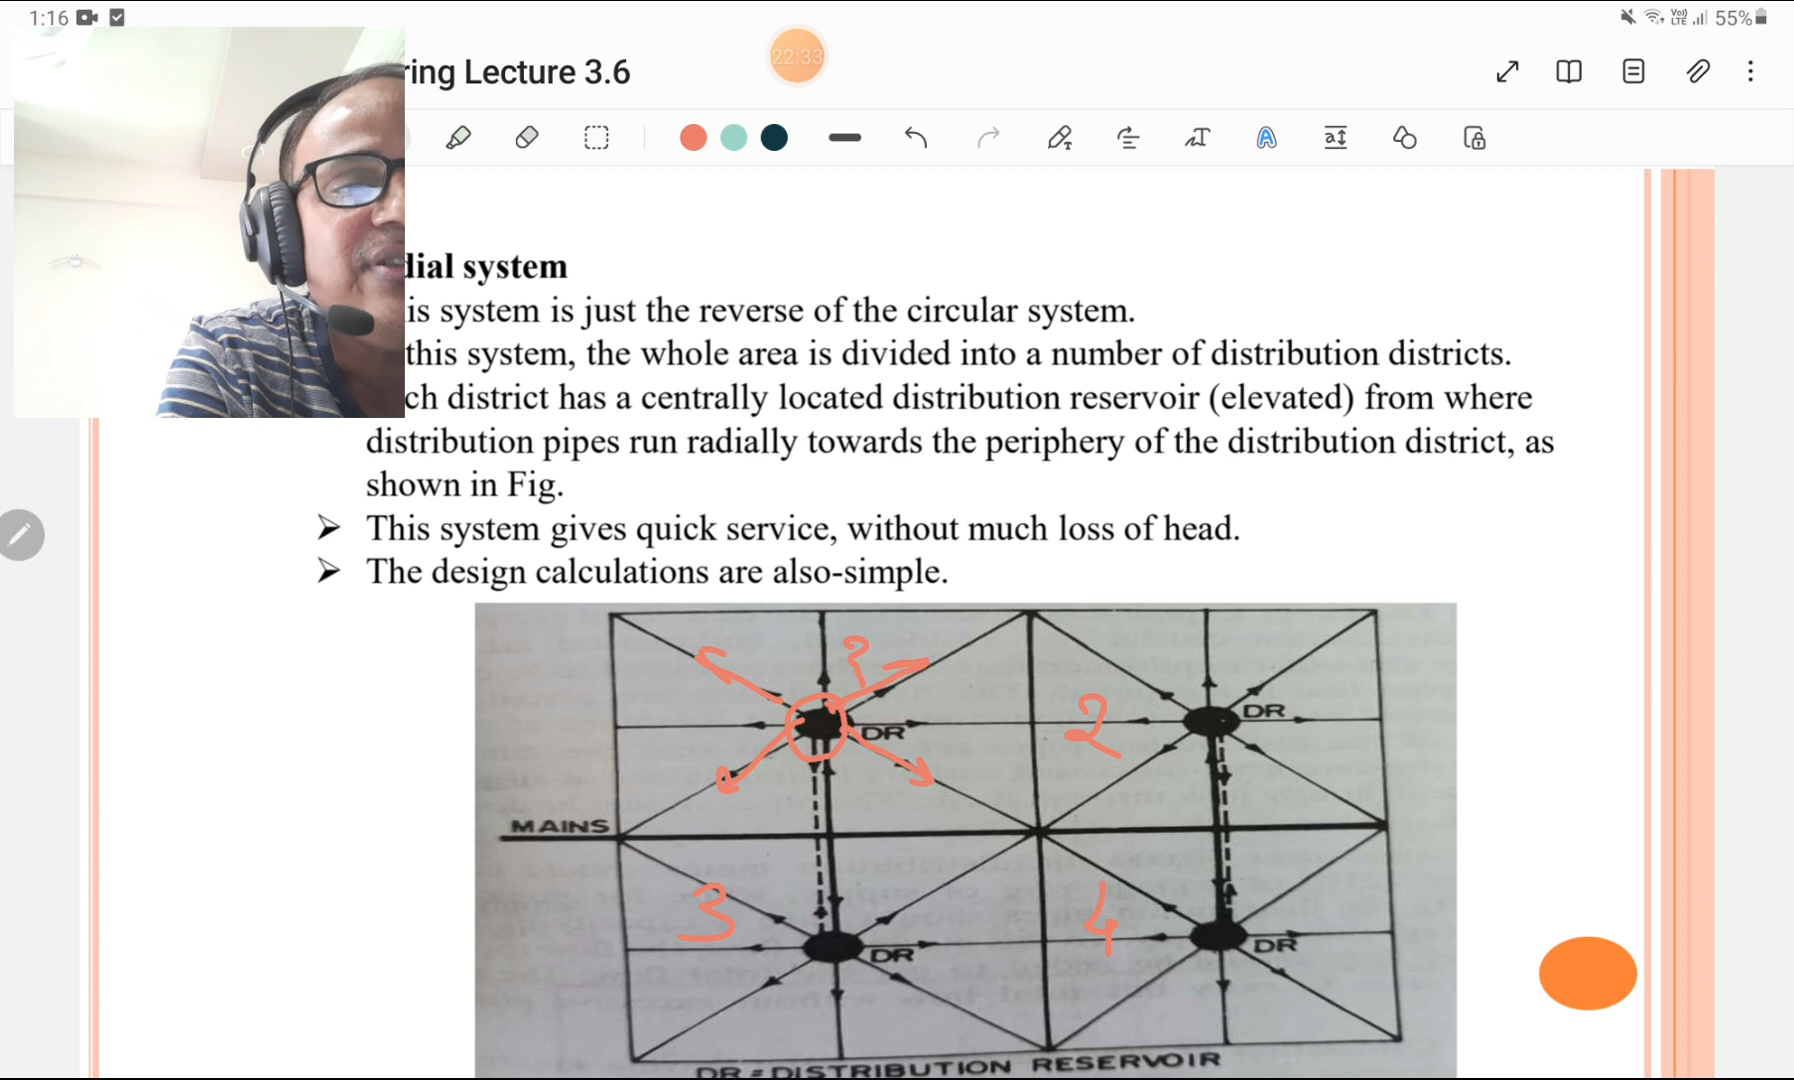 1:16
Vo))
LTE
55%
ring Lecture 3.6
22:33
dial system
is system is just the reverse of the circular system.
this system, the whole area is divided into a number of distribution districts.
ch district has a centrally located distribution reservoir (elevated) from where
distribution pipes run radially towards the periphery of the distribution district, as
shown in Fig.
➢ This system gives quick service, without much loss of head.
➢ The design calculations are also-simple.
DR
2
DR
MAINS
3
DR
4
DR
DR = DISTRIBUTION RESERVOIR